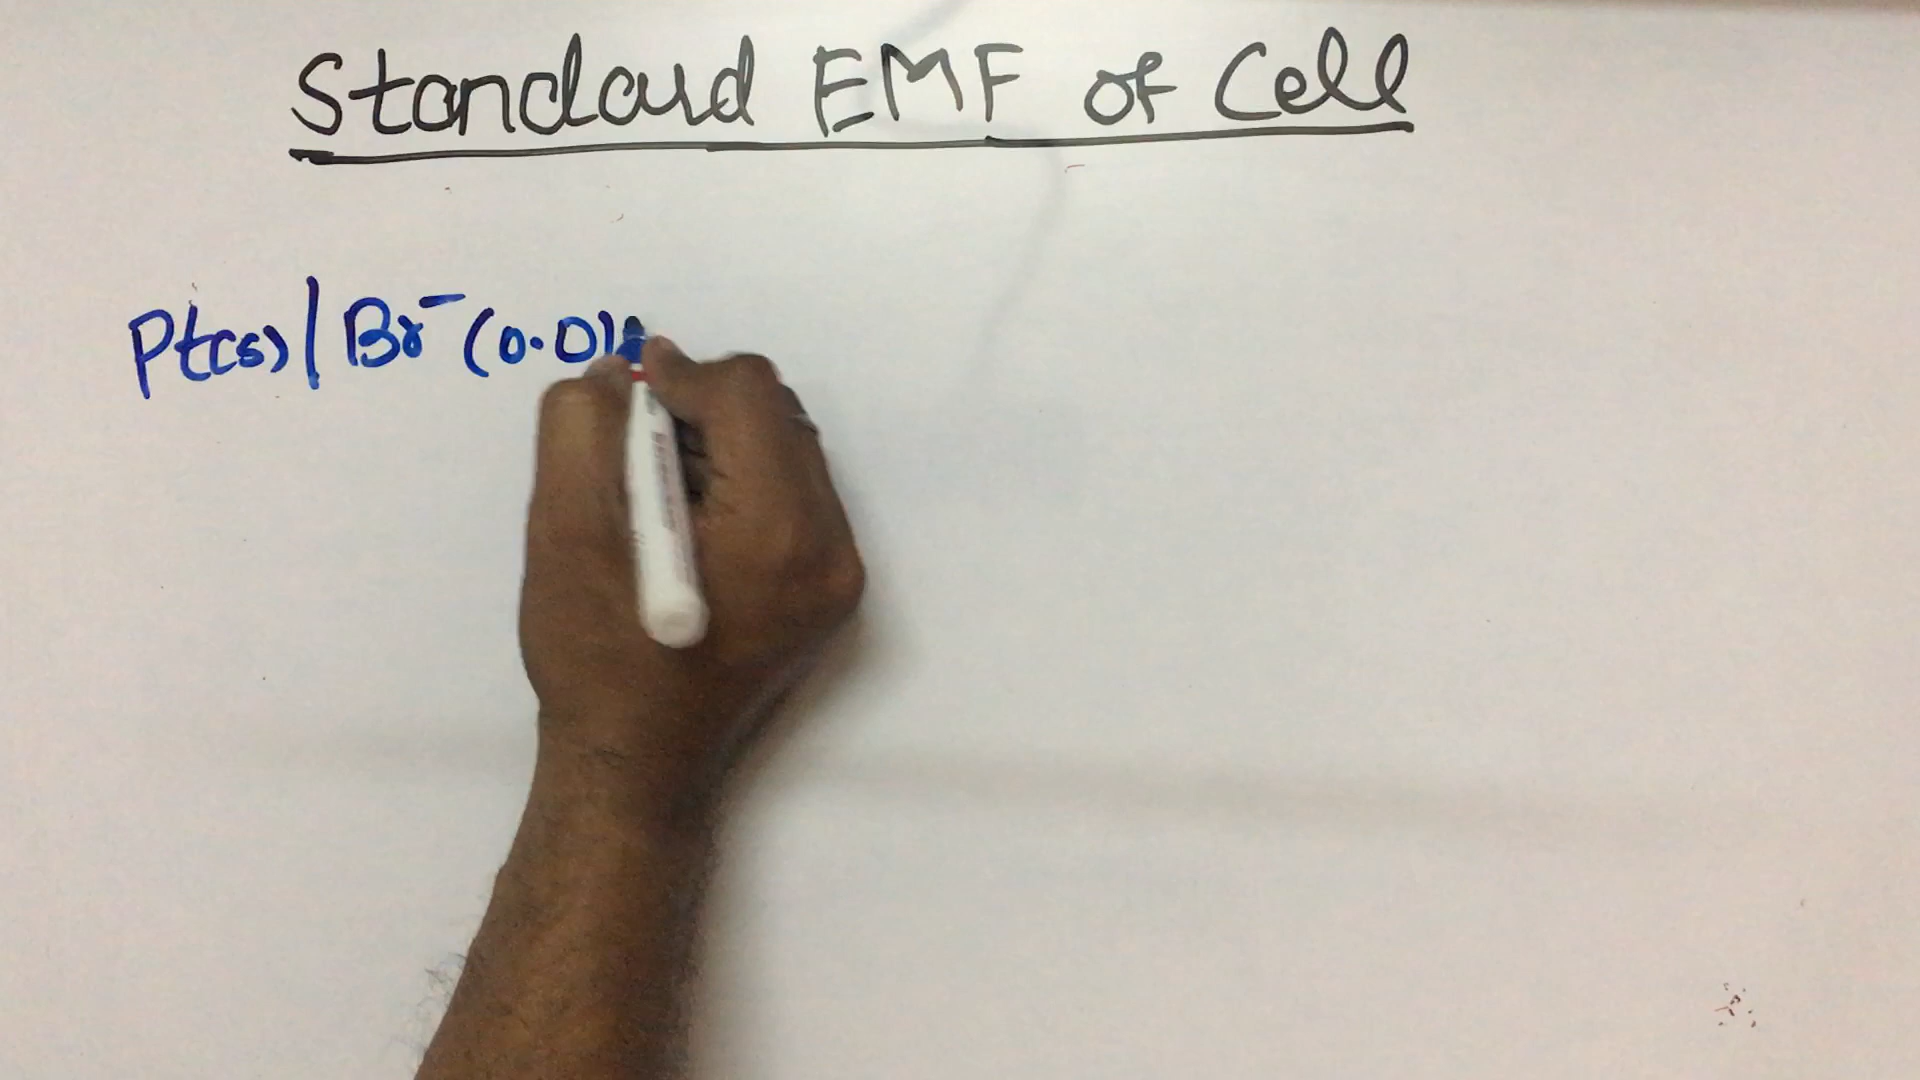 Standard EMF of Cell
Pt(s) | Br⁻ (0.01